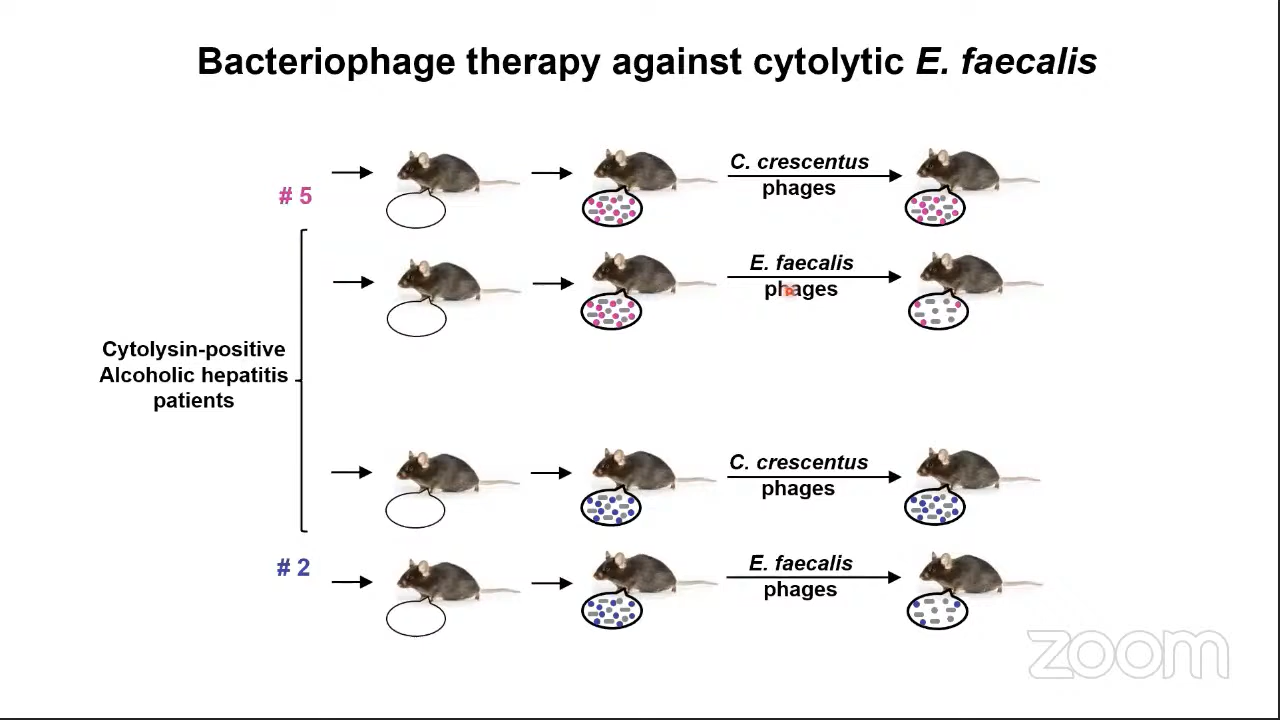 Bacteriophage therapy against cytolytic E. faecalis
# 5
C. crescentus
phages
E. faecalis
phages
Cytolysin-positive
Alcoholic hepatitis
patients
C. crescentus
phages
# 2
E. faecalis
phages
zoom